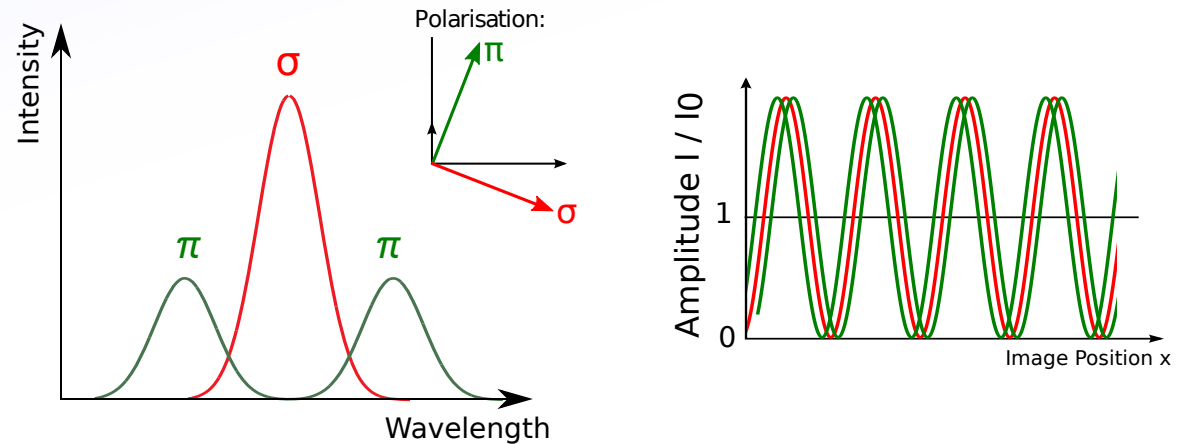 Intensity
σ
π
π
Wavelength
Polarisation:
π
σ
Amplitude I / I0
1
0
Image Position x